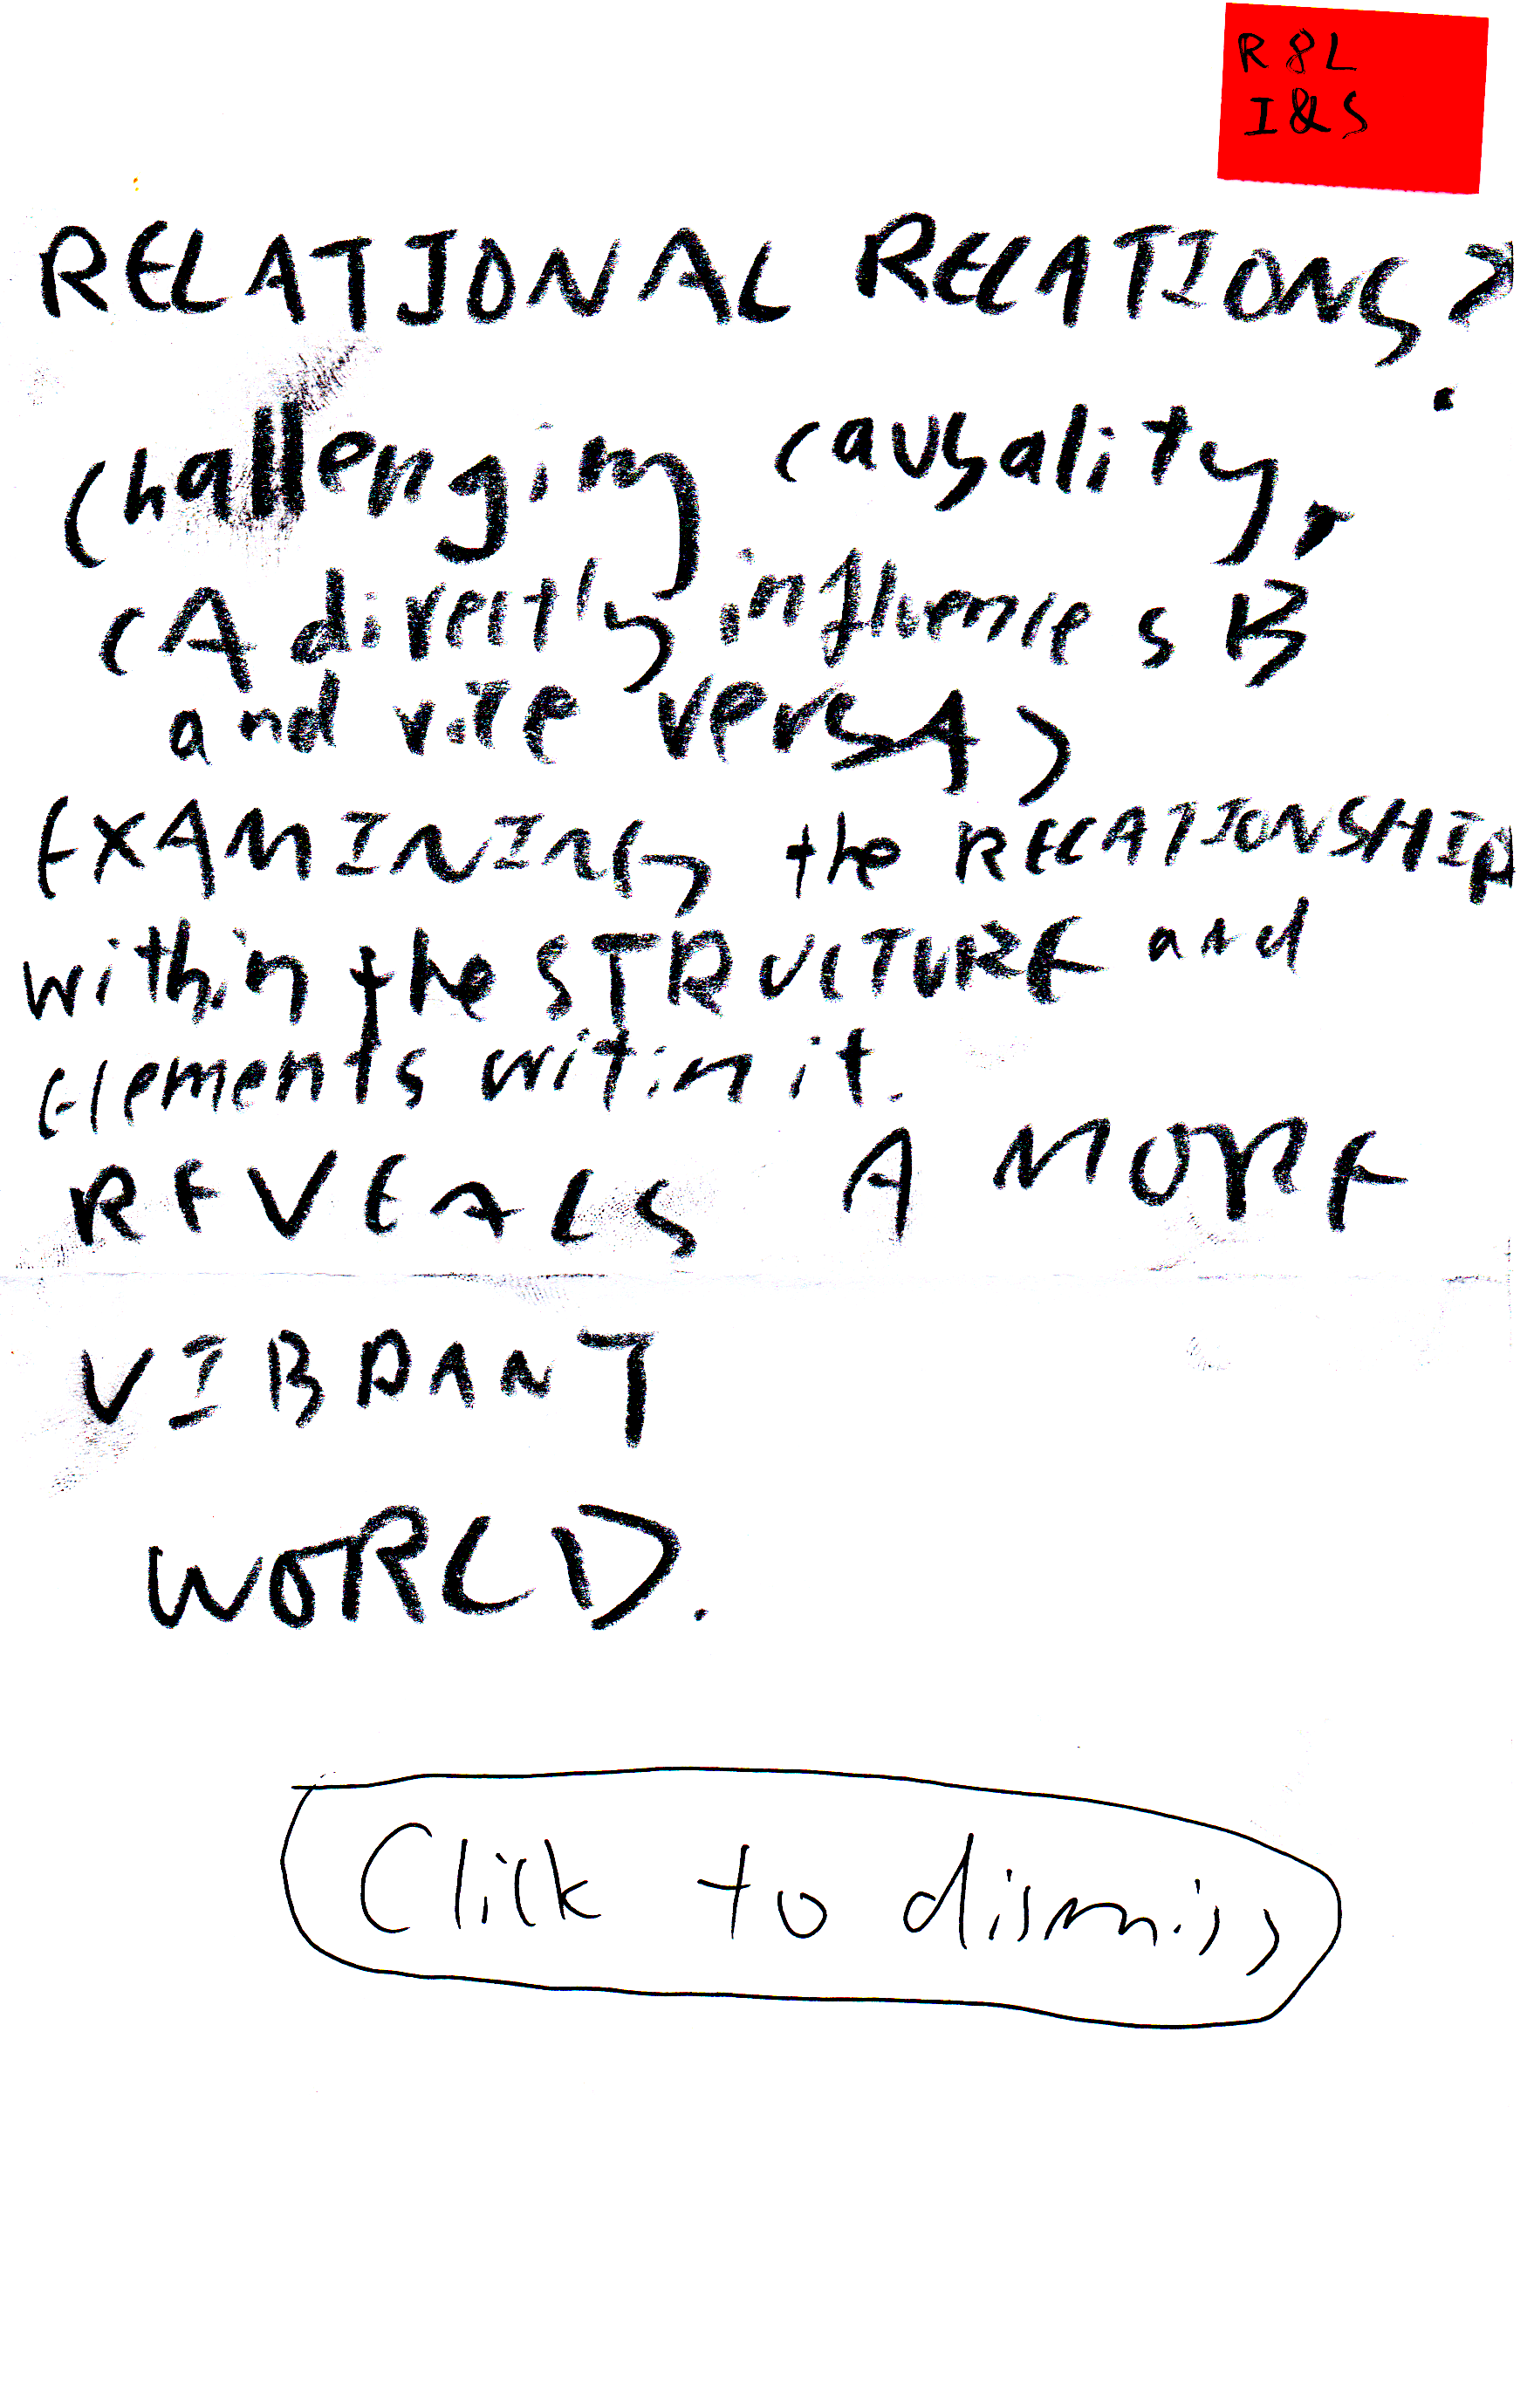 R&L
I&S
RELATIONAL RELATIONS?
Challenging causality,
(A directly influences B
and vice versA)
EXAMINING the RELATIONSHIP
within the STRUCTURE and
Elements witin it.
REVEALS A MORE
VIBRANT
WORLD.
Click to dismiss